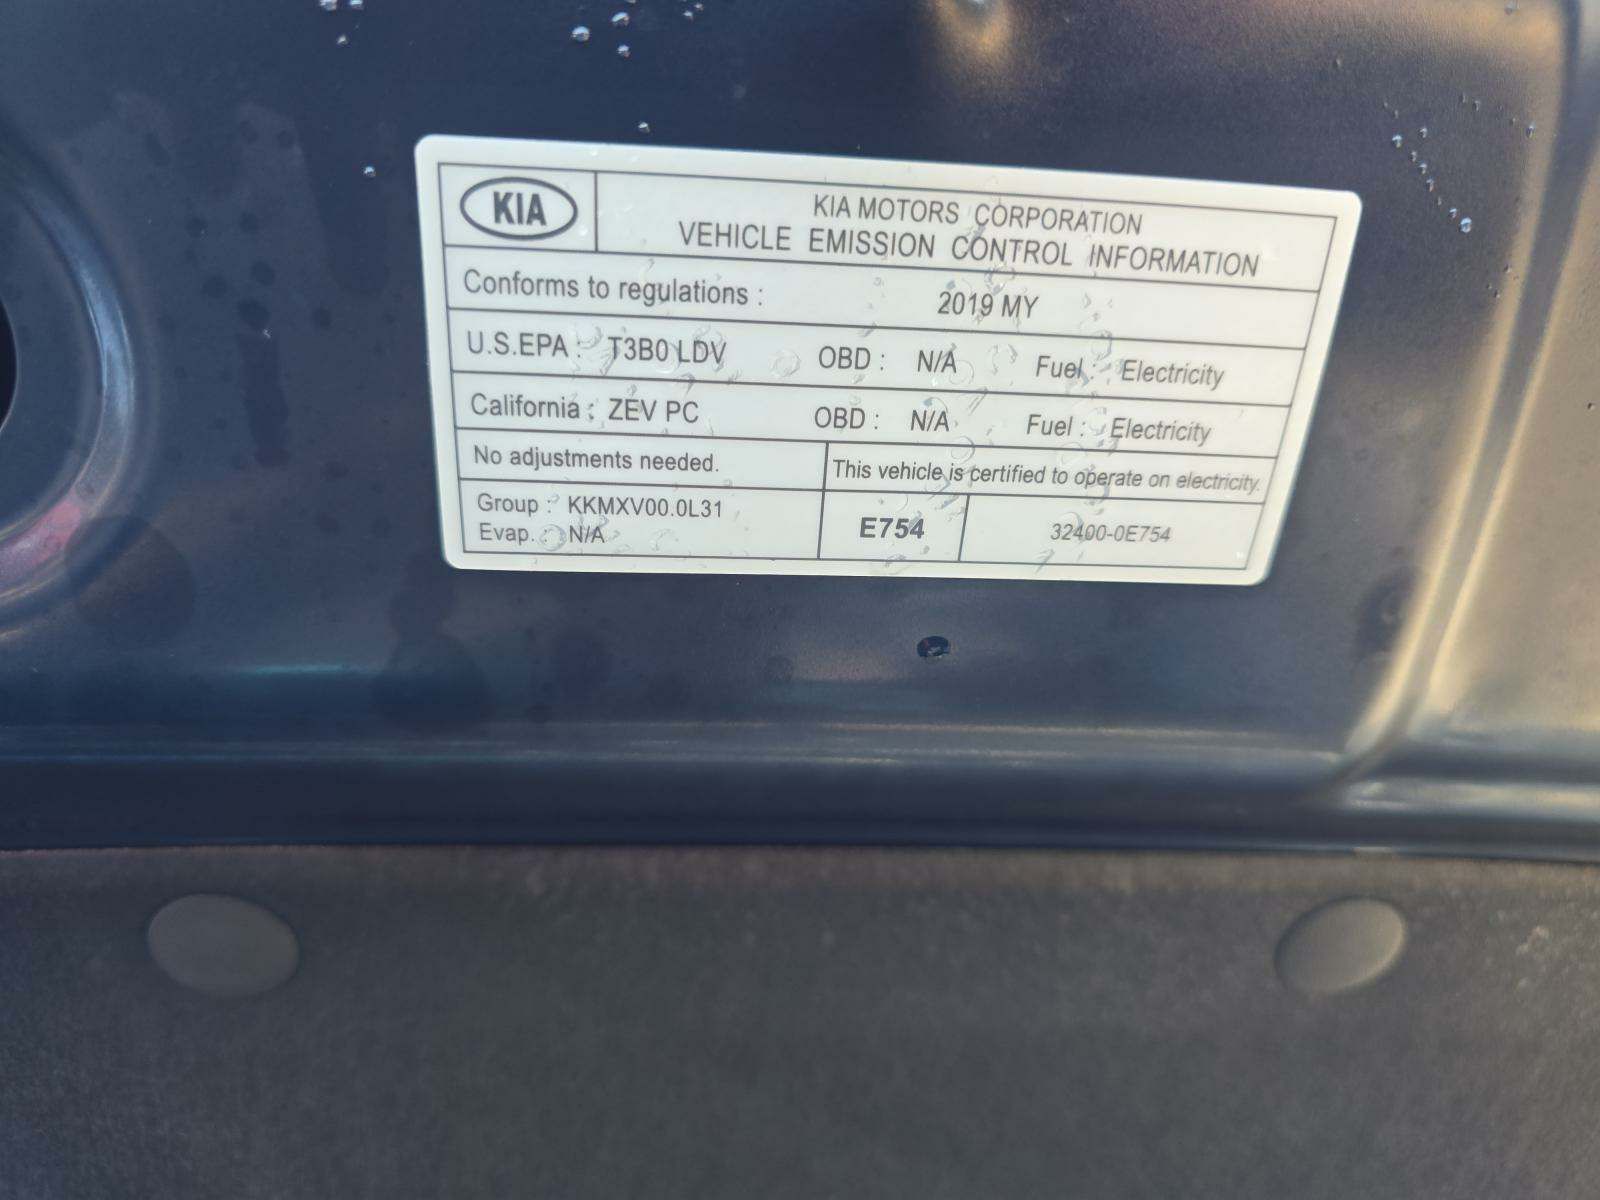 KIA
KIA MOTORS CORPORATION
VEHICLE EMISSION CONTROL INFORMATION
Conforms to regulations : 2019 MY
U.S.EPA : T3B0 LDV OBD : N/A Fuel : Electricity
California : ZEV PC OBD : N/A Fuel : Electricity
No adjustments needed. This vehicle is certified to operate on electricity.
Group : KKMXV00.0L31
Evap. : N/A
E754 32400-0E754